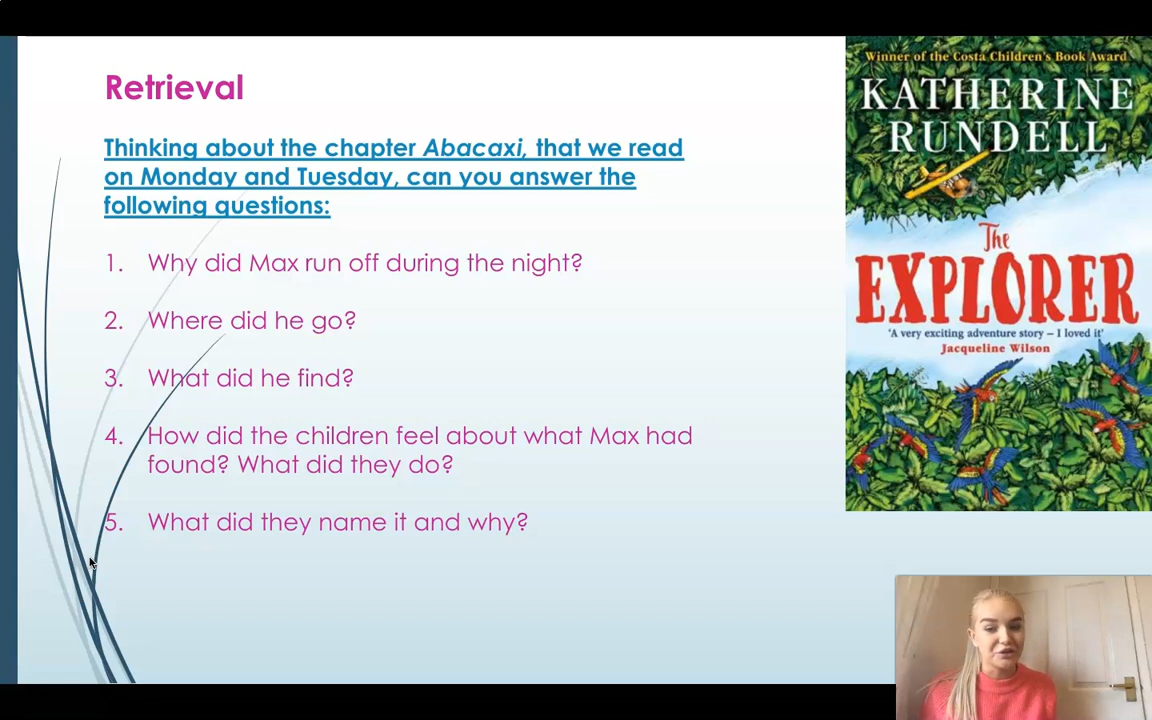 Retrieval
Thinking about the chapter Abacaxi, that we read
on Monday and Tuesday, can you answer the
following questions:
1. Why did Max run off during the night?
2. Where did he go?
3. What did he find?
4. How did the children feel about what Max had
found? What did they do?
5. What did they name it and why?
Winner of the Costa Children's Book Award
KATHERINE
RUNDELL
The
EXPLORER
'A very exciting adventure story – I loved it'
Jacqueline Wilson